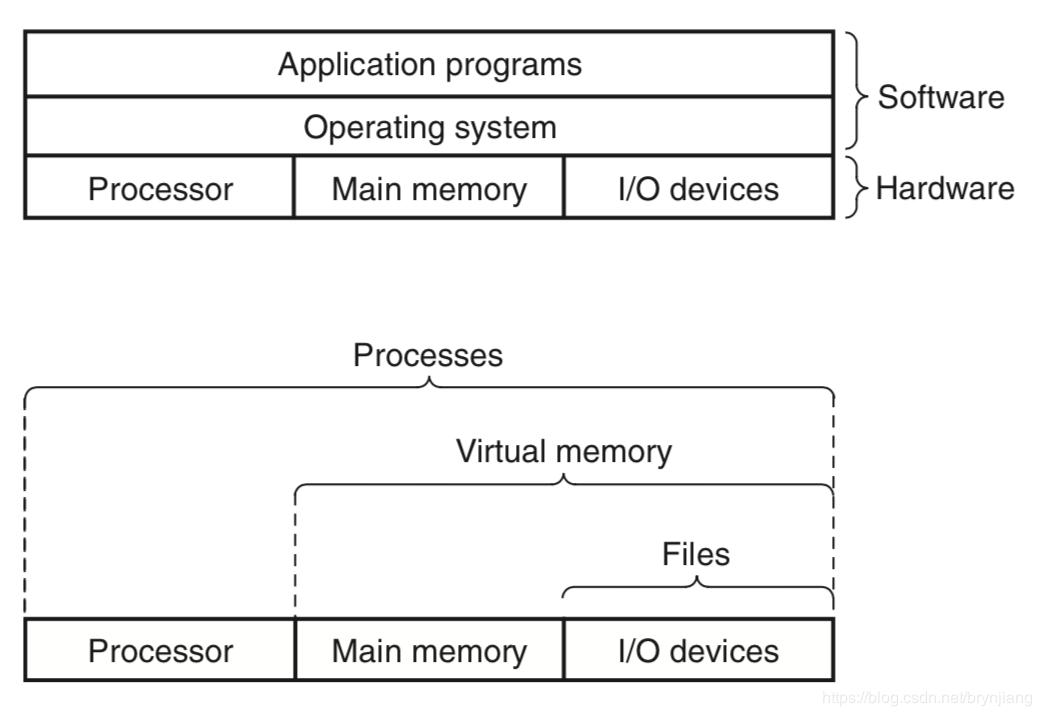 Application programs
Software
Operating system
Processor Main memory I/O devices
Hardware
Processes
Virtual memory
Files
Processor Main memory I/O devices
https://blog.csdn.net/brynjiang